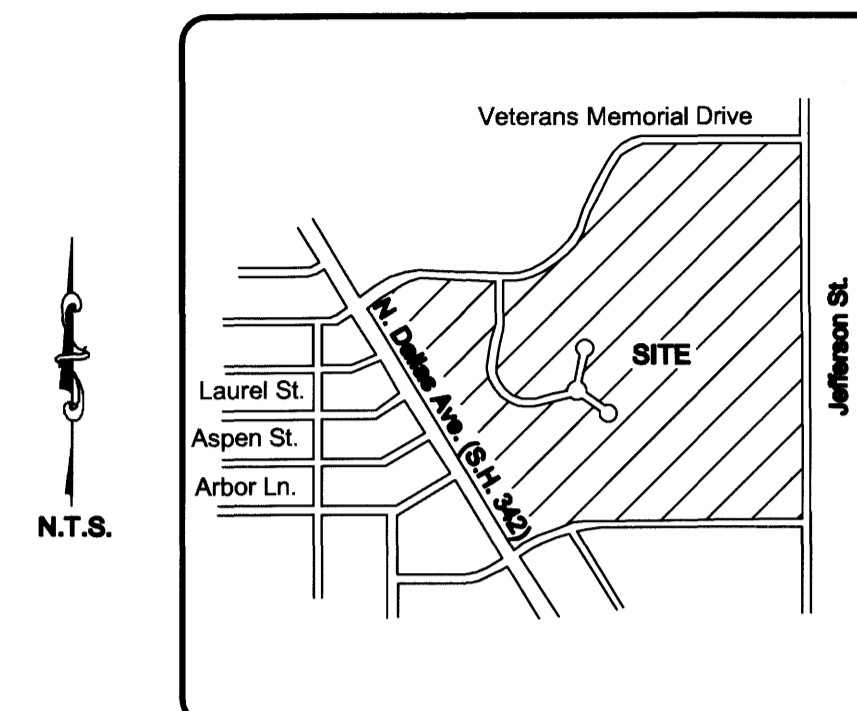 Veterans Memorial Drive
N. Dallas Ave. (S.H. 342)
SITE
Jefferson St.
Laurel St.
Aspen St.
Arbor Ln.
N.T.S.